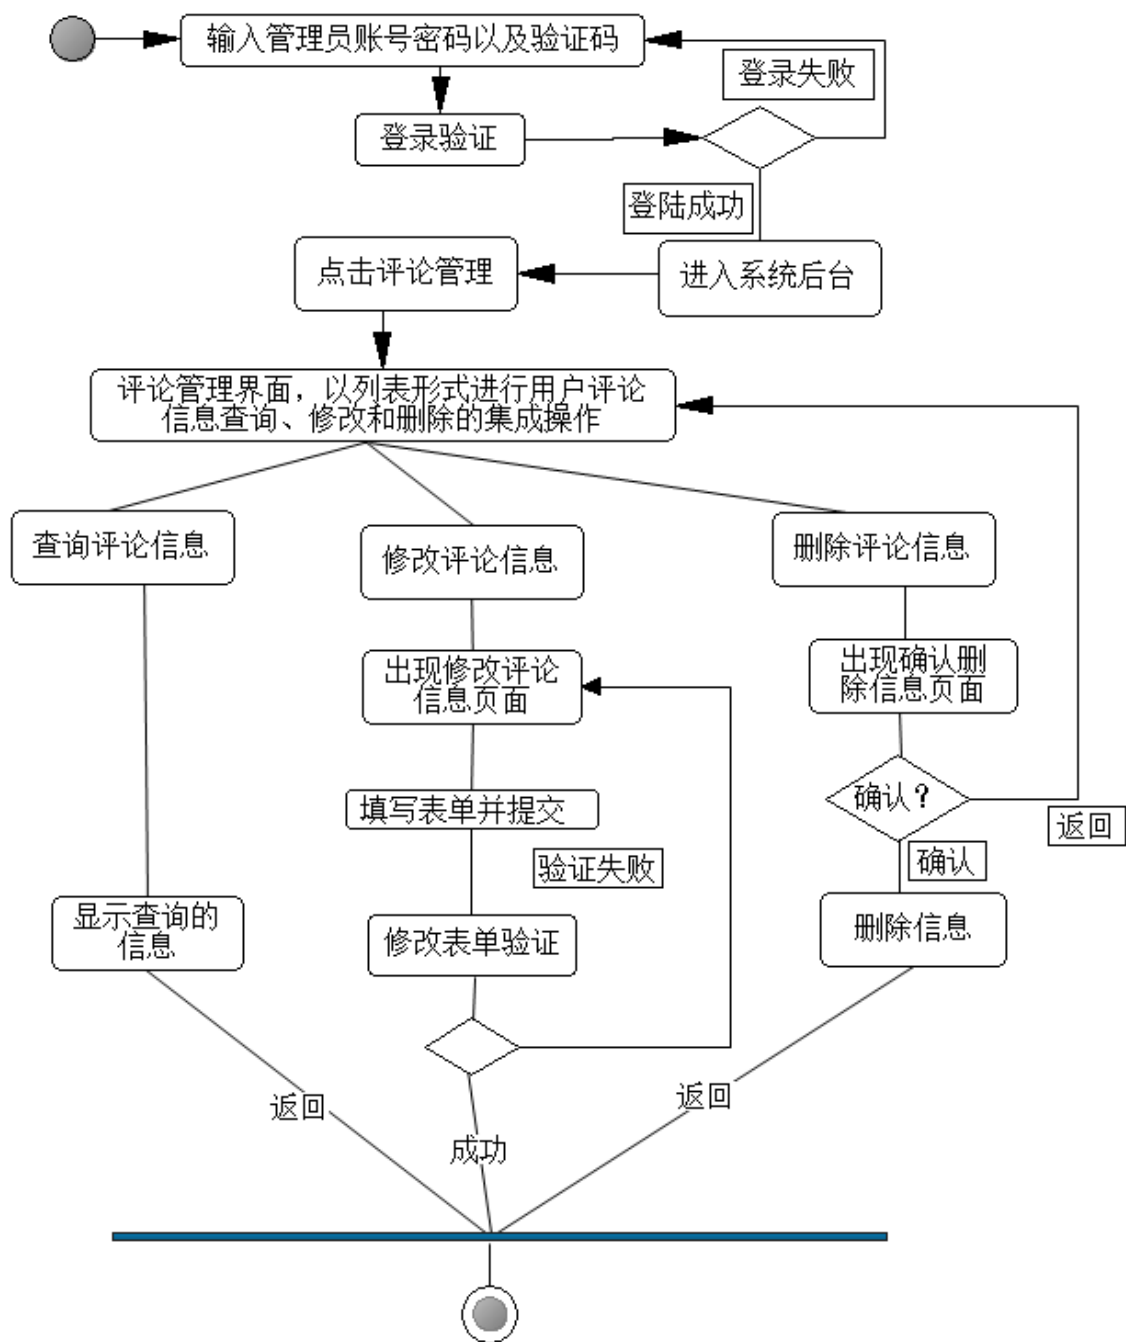 输入管理员账号密码以及验证码
登录失败
登录验证
登陆成功
点击评论管理
进入系统后台
评论管理界面，以列表形式进行用户评论
信息查询、修改和删除的集成操作
查询评论信息
修改评论信息
删除评论信息
出现修改评论
信息页面
出现确认删
除信息页面
填写表单并提交
确认？
返回
验证失败
确认
显示查询的
信息
修改表单验证
删除信息
返回
返回
成功